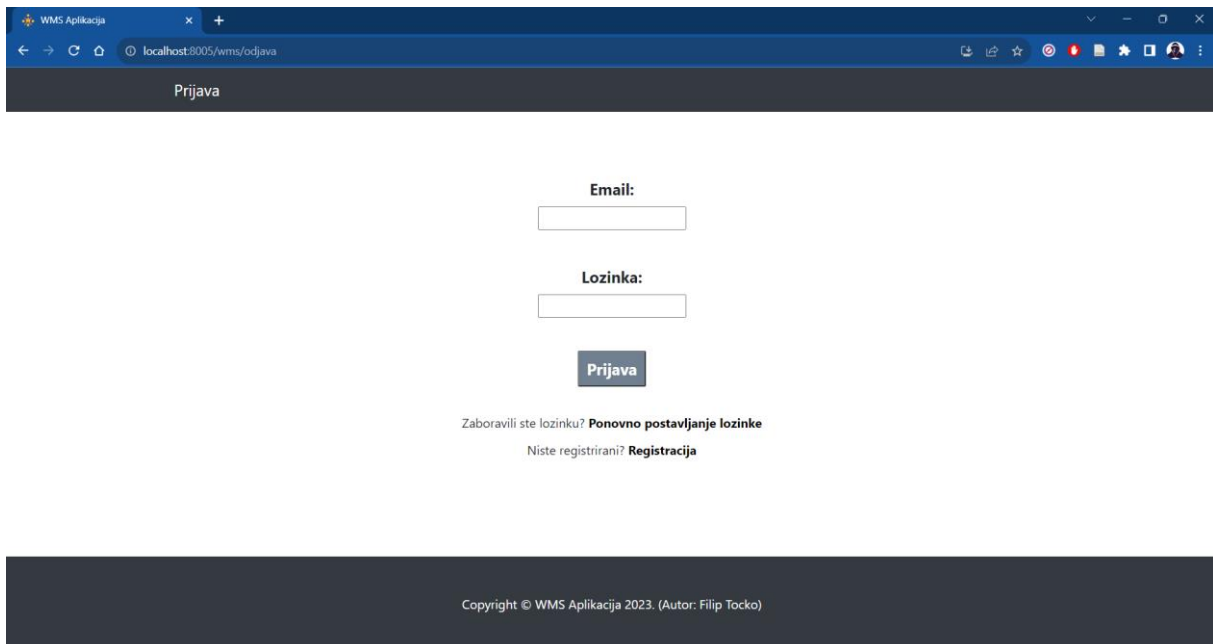 WMS Aplikacija
localhost:8005/wms/odjava
Prijava
Email:
Lozinka:
Prijava
Zaboravili ste lozinku? Ponovno postavljanje lozinke
Niste registrirani? Registracija
Copyright © WMS Aplikacija 2023. (Autor: Filip Tocko)